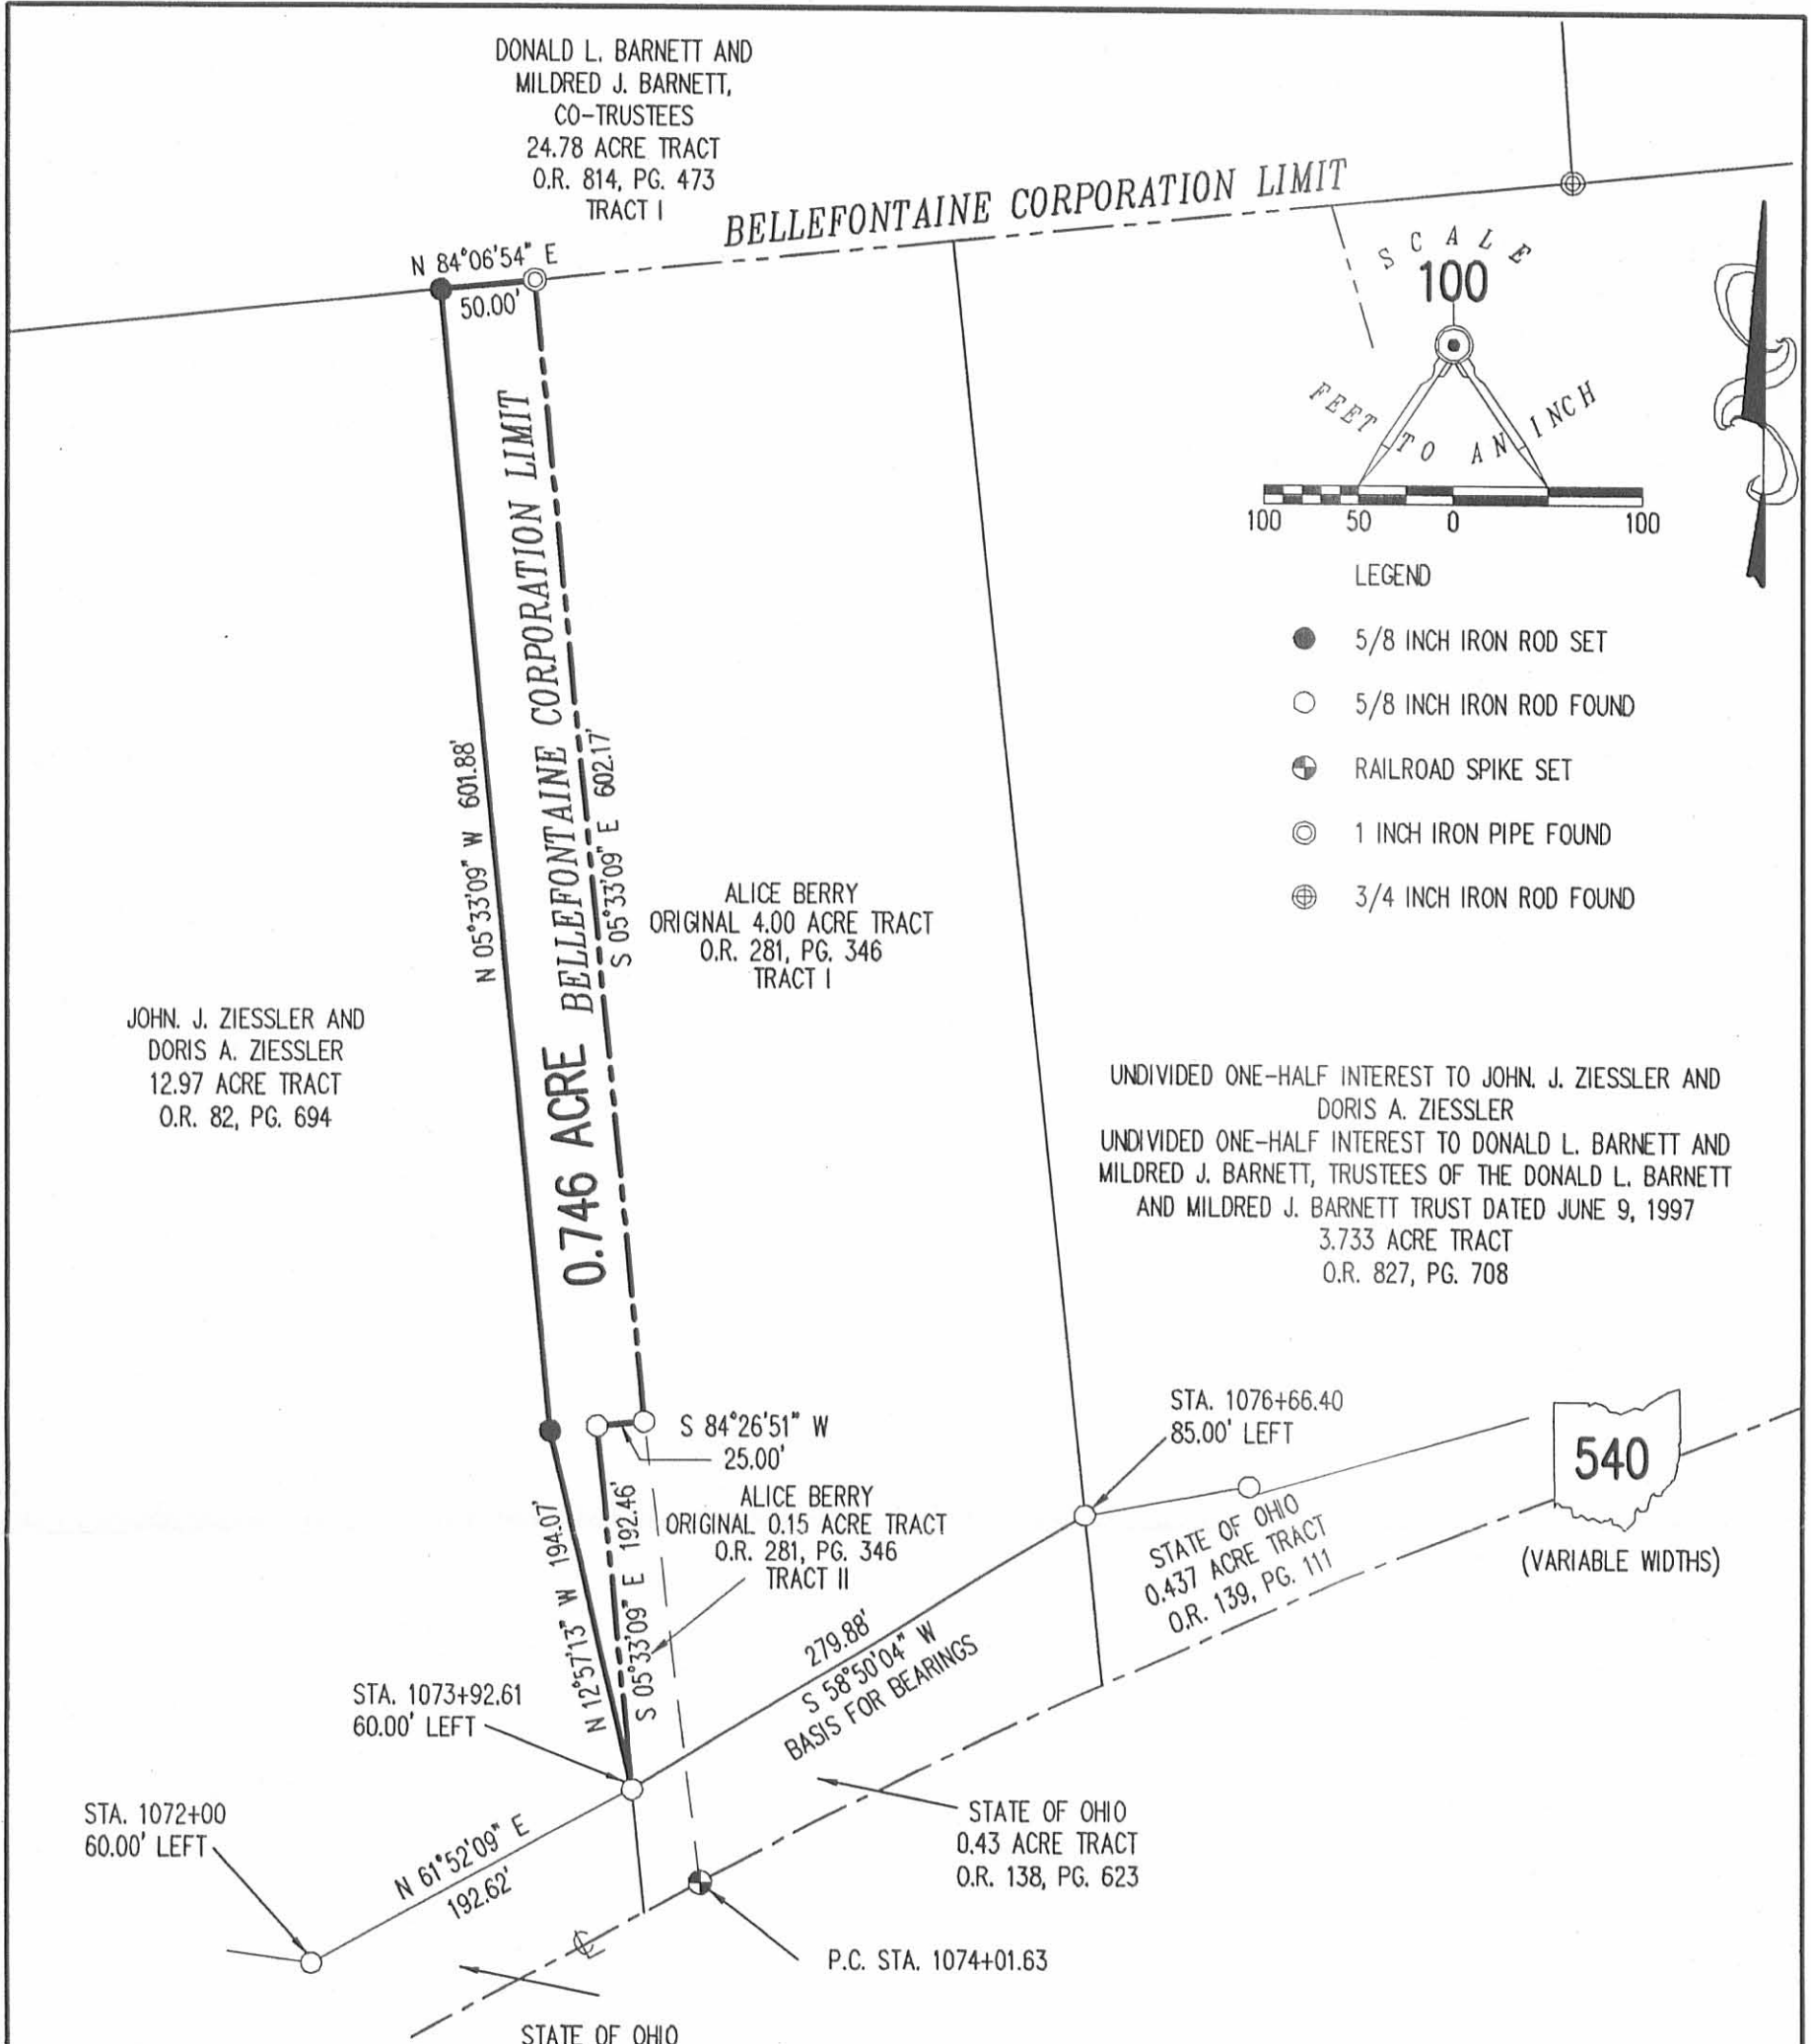 DONALD L. BARNETT AND
MILDRED J. BARNETT,
CO-TRUSTEES
24.78 ACRE TRACT
O.R. 814, PG. 473
TRACT I
BELLEFONTAINE CORPORATION LIMIT
N 84°06'54" E
50.00'
SCALE
100
FEET TO AN INCH
100 50 0 100
LEGEND
5/8 INCH IRON ROD SET
5/8 INCH IRON ROD FOUND
RAILROAD SPIKE SET
1 INCH IRON PIPE FOUND
3/4 INCH IRON ROD FOUND
N 05°33'09" W 601.88'
0.746 ACRE
BELLEFONTAINE CORPORATION LIMIT
S 05°33'09" E 602.17'
ALICE BERRY
ORIGINAL 4.00 ACRE TRACT
O.R. 281, PG. 346
TRACT I
JOHN. J. ZIESSLER AND
DORIS A. ZIESSLER
12.97 ACRE TRACT
O.R. 82, PG. 694
UNDIVIDED ONE-HALF INTEREST TO JOHN. J. ZIESSLER AND
DORIS A. ZIESSLER
UNDIVIDED ONE-HALF INTEREST TO DONALD L. BARNETT AND
MILDRED J. BARNETT, TRUSTEES OF THE DONALD L. BARNETT
AND MILDRED J. BARNETT TRUST DATED JUNE 9, 1997
3.733 ACRE TRACT
O.R. 827, PG. 708
STA. 1076+66.40
85.00' LEFT
540
(VARIABLE WIDTHS)
S 84°26'51" W
25.00'
ALICE BERRY
ORIGINAL 0.15 ACRE TRACT
O.R. 281, PG. 346
TRACT II
N 12°57'13" W 194.07'
S 05°33'09" E 192.46'
STATE OF OHIO
0.437 ACRE TRACT
O.R. 139, PG. 111
279.88'
S 58°50'04" W
BASIS FOR BEARINGS
STA. 1073+92.61
60.00' LEFT
STA. 1072+00
60.00' LEFT
N 61°52'09" E
192.62'
STATE OF OHIO
0.43 ACRE TRACT
O.R. 138, PG. 623
℄
P.C. STA. 1074+01.63
STATE OF OHIO